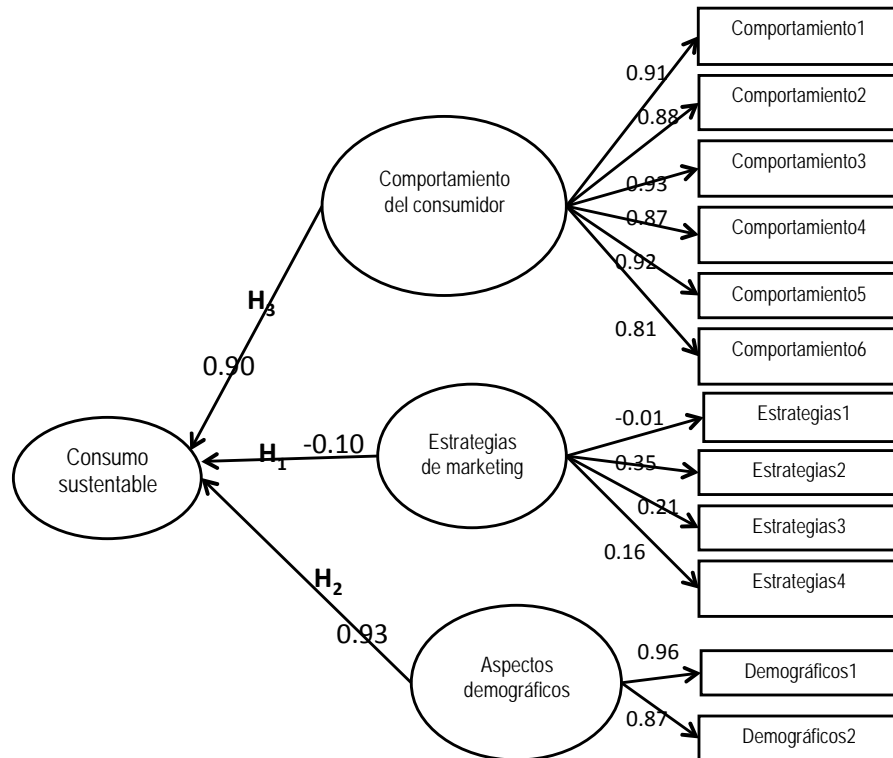 Comportamiento1
0.91
Comportamiento2
0.88
Comportamiento
del consumidor
Comportamiento3
0.93
0.87
Comportamiento4
0.92
Comportamiento5
H3
0.81
Comportamiento6
0.90
-0.01
Estrategias1
Consumo
sustentable
H1
-0.10
Estrategias
de marketing
0.35
Estrategias2
0.21
Estrategias3
0.16
Estrategias4
H2
0.93
Aspectos
demográficos
0.96
Demográficos1
0.87
Demográficos2